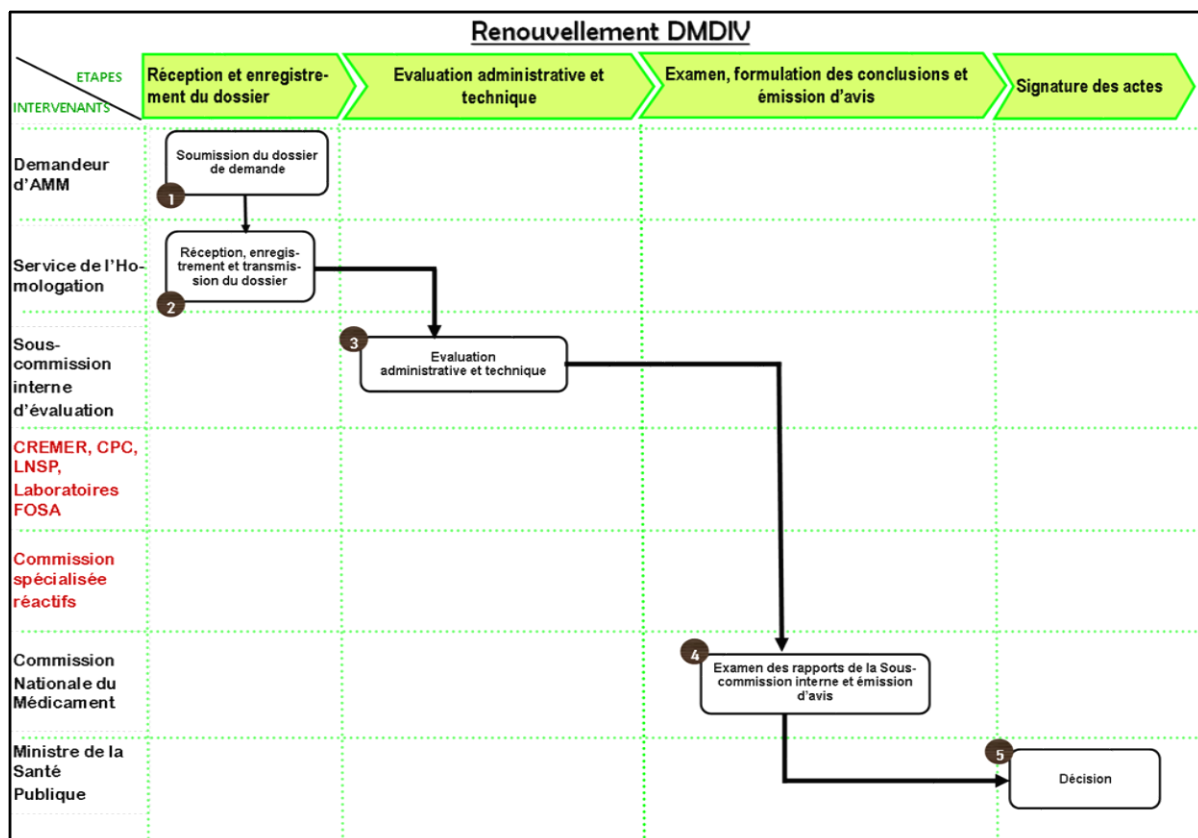 Renouvellement DMDIV
ETAPES
INTERVENANTS
Réception et enregistre-
ment du dossier
Evaluation administrative et
technique
Examen, formulation des conclusions et
émission d'avis
Signature des actes
Demandeur
d'AMM
Soumission du dossier
de demande
1
Service de l'Ho-
mologation
Réception, enregis-
trement et transmis-
sion du dossier
2
Sous-
commission
interne
d'évaluation
3
Evaluation
administrative et technique
CREMER, CPC,
LNSP,
Laboratoires
FOSA
Commission
spécialisée
réactifs
Commission
Nationale du
Médicament
4
Examen des rapports de la Sous-
commission interne et émission
d'avis
Ministre de la
Santé
Publique
5
Décision